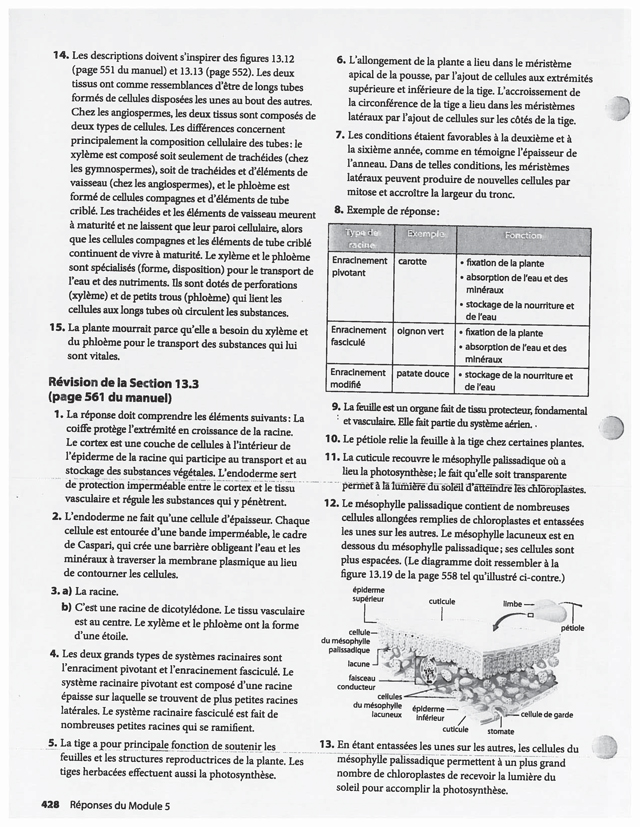 14. Les descriptions doivent s'inspirer des figures 13.12
(page 551 du manuel) et 13.13 (page 552). Les deux
tissus ont comme ressemblances d'être de longs tubes
formés de cellules disposées les unes au bout des autres.
Chez les angiospermes, les deux tissus sont composés de
deux types de cellules. Les différences concernent
principalement la composition cellulaire des tubes : le
xylème est composé soit seulement de trachéides (chez
les gymnospermes), soit de trachéides et d'éléments de
vaisseau (chez les angiospermes), et le phloème est
formé de cellules compagnes et d'éléments de tube
criblé. Les trachéides et les éléments de vaisseau meurent
à maturité et ne laissent que leur paroi cellulaire, alors
que les cellules compagnes et les éléments de tube criblé
continuent de vivre à maturité. Le xylème et le phloème
sont spécialisés (forme, disposition) pour le transport de
l'eau et des nutriments. Ils sont dotés de perforations
(xylème) et de petits trous (phloème) qui lient les
cellules aux longs tubes où circulent les substances.
15. La plante mourrait parce qu'elle a besoin du xylème et
du phloème pour le transport des substances qui lui
sont vitales.
Révision de la Section 13.3
(page 561 du manuel)
1. La réponse doit comprendre les éléments suivants : La
coiffe protège l'extrémité en croissance de la racine.
Le cortex est une couche de cellules à l'intérieur de
l'épiderme de la racine qui participe au transport et au
stockage des substances végétales. L'endoderme sert
de protection imperméable entre le cortex et le tissu
vasculaire et régule les substances qui y pénètrent.
2. L'endoderme ne fait qu'une cellule d'épaisseur. Chaque
cellule est entourée d'une bande imperméable, le cadre
de Caspari, qui crée une barrière obligeant l'eau et les
minéraux à traverser la membrane plasmique au lieu
de contourner les cellules.
3. a) La racine.
b) C'est une racine de dicotylédone. Le tissu vasculaire
est au centre. Le xylème et le phloème ont la forme
d'une étoile.
4. Les deux grands types de systèmes racinaires sont
l'enraciment pivotant et l'enracinement fasciculé. Le
système racinaire pivotant est composé d'une racine
épaisse sur laquelle se trouvent de plus petites racines
latérales. Le système racinaire fasciculé est fait de
nombreuses petites racines qui se ramifient.
5. La tige a pour principale fonction de soutenir les
feuilles et les structures reproductrices de la plante. Les
tiges herbacées effectuent aussi la photosynthèse.
428 Réponses du Module 5
6. L'allongement de la plante a lieu dans le méristème
apical de la pousse, par l'ajout de cellules aux extrémités
supérieure et inférieure de la tige. L'accroissement de
la circonférence de la tige a lieu dans les méristèmes
latéraux par l'ajout de cellules sur les côtés de la tige.
7. Les conditions étaient favorables à la deuxième et à
la sixième année, comme en témoigne l'épaisseur de
l'anneau. Dans de telles conditions, les méristèmes
latéraux peuvent produire de nouvelles cellules par
mitose et accroître la largeur du tronc.
8. Exemple de réponse :
Type de racine Exemple Fonction
Enracinement pivotant carotte • fixation de la plante
• absorption de l'eau et des
minéraux
• stockage de la nourriture et
de l'eau
Enracinement fasciculé oignon vert • fixation de la plante
• absorption de l'eau et des
minéraux
Enracinement modifié patate douce • stockage de la nourriture et
de l'eau
9. La feuille est un organe fait de tissu protecteur, fondamental
et vasculaire. Elle fait partie du système aérien.
10. Le pétiole relie la feuille à la tige chez certaines plantes.
11. La cuticule recouvre le mésophylle palissadique où a
lieu la photosynthèse ; le fait qu'elle soit transparente
permet à la lumière du soleil d'atteindre les chloroplastes.
12. Le mésophylle palissadique contient de nombreuses
cellules allongées remplies de chloroplastes et entassées
les unes sur les autres. Le mésophylle lacuneux est en
dessous du mésophylle palissadique ; ses cellules sont
plus espacées. (Le diagramme doit ressembler à la
figure 13.19 de la page 558 tel qu'illustré ci-contre.)
épiderme
supérieur
cuticule
limbe
pétiole
cellule
du mésophylle
palissadique
lacune
faisceau
conducteur
cellules
du mésophylle
lacuneux
épiderme
inférieur
cuticule
stomate
cellule de garde
13. En étant entassées les unes sur les autres, les cellules du
mésophylle palissadique permettent à un plus grand
nombre de chloroplastes de recevoir la lumière du
soleil pour accomplir la photosynthèse.